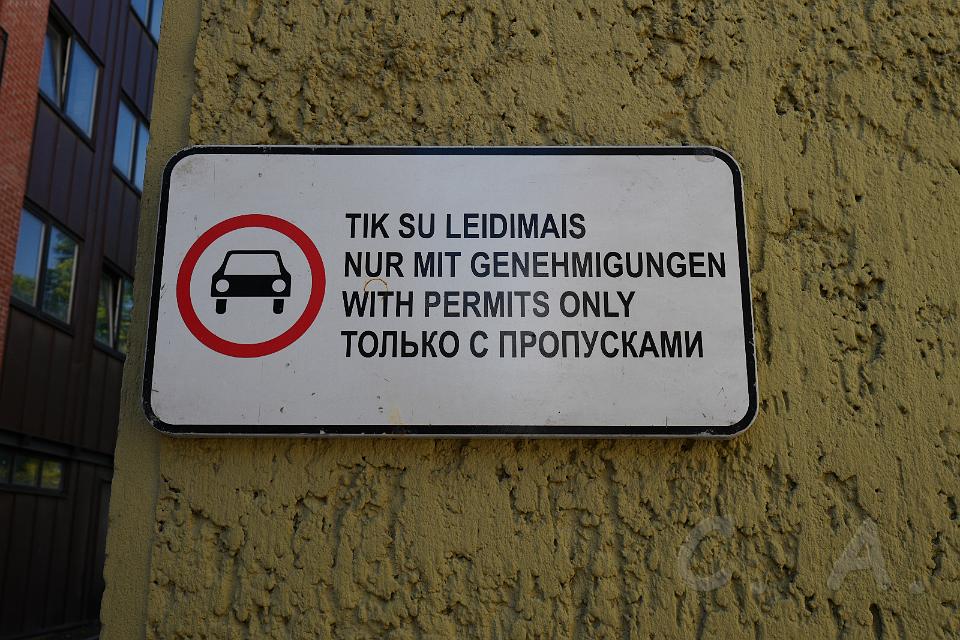 TIK SU LEIDIMAIS
NUR MIT GENEHMIGUNGEN
WITH PERMITS ONLY
ТОЛЬКО С ПРОПУСКАМИ
C. A.